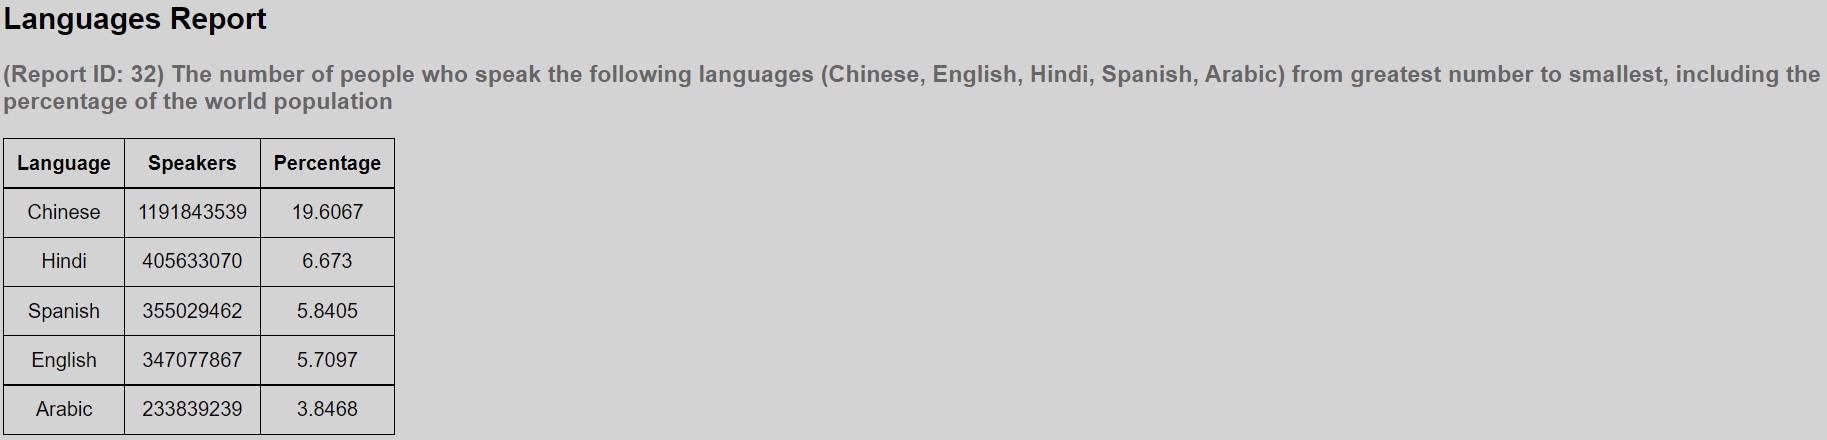 Languages Report
(Report ID: 32) The number of people who speak the following languages (Chinese, English, Hindi, Spanish, Arabic) from greatest number to smallest, including the
percentage of the world population
Language Speakers Percentage
Chinese 1191843539 19.6067
Hindi 405633070 6.673
Spanish 355029462 5.8405
English 347077867 5.7097
Arabic 233839239 3.8468